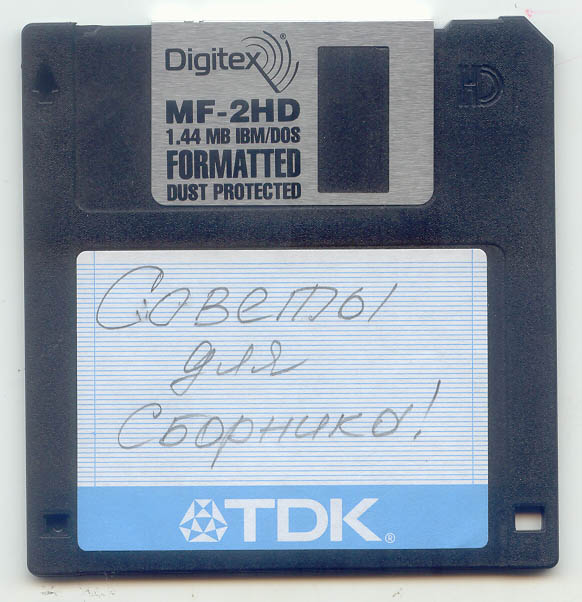 Digitex
MF-2HD
1.44 MB IBM/DOS
FORMATTED
DUST PROTECTED
HD
Советы
для
сборника!
TDK®